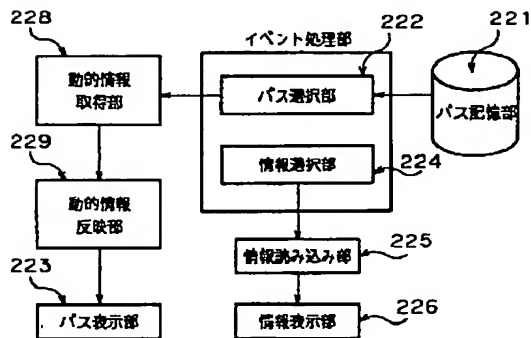 228
動的情報
取得部
イベント処理部
222
パス選択部
221
パス記憶部
229
動的情報
反映部
情報選択部
224
223
パス表示部
情報読み込み部
225
情報表示部
226